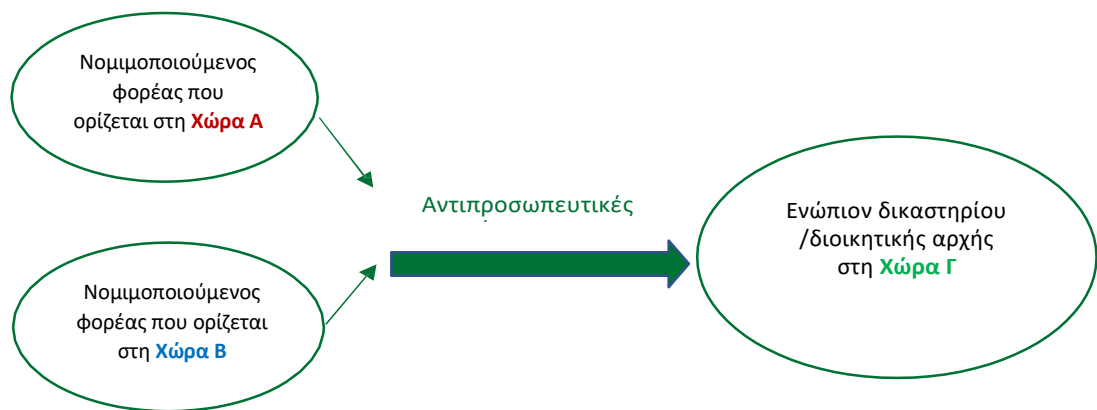 Νομιμοποιούμενος
φορέας που
ορίζεται στη Χώρα Α
Αντιπροσωπευτικές
Ενώπιον δικαστηρίου
/διοικητικής αρχής
στη Χώρα Γ
Νομιμοποιούμενος
φορέας που ορίζεται
στη Χώρα Β